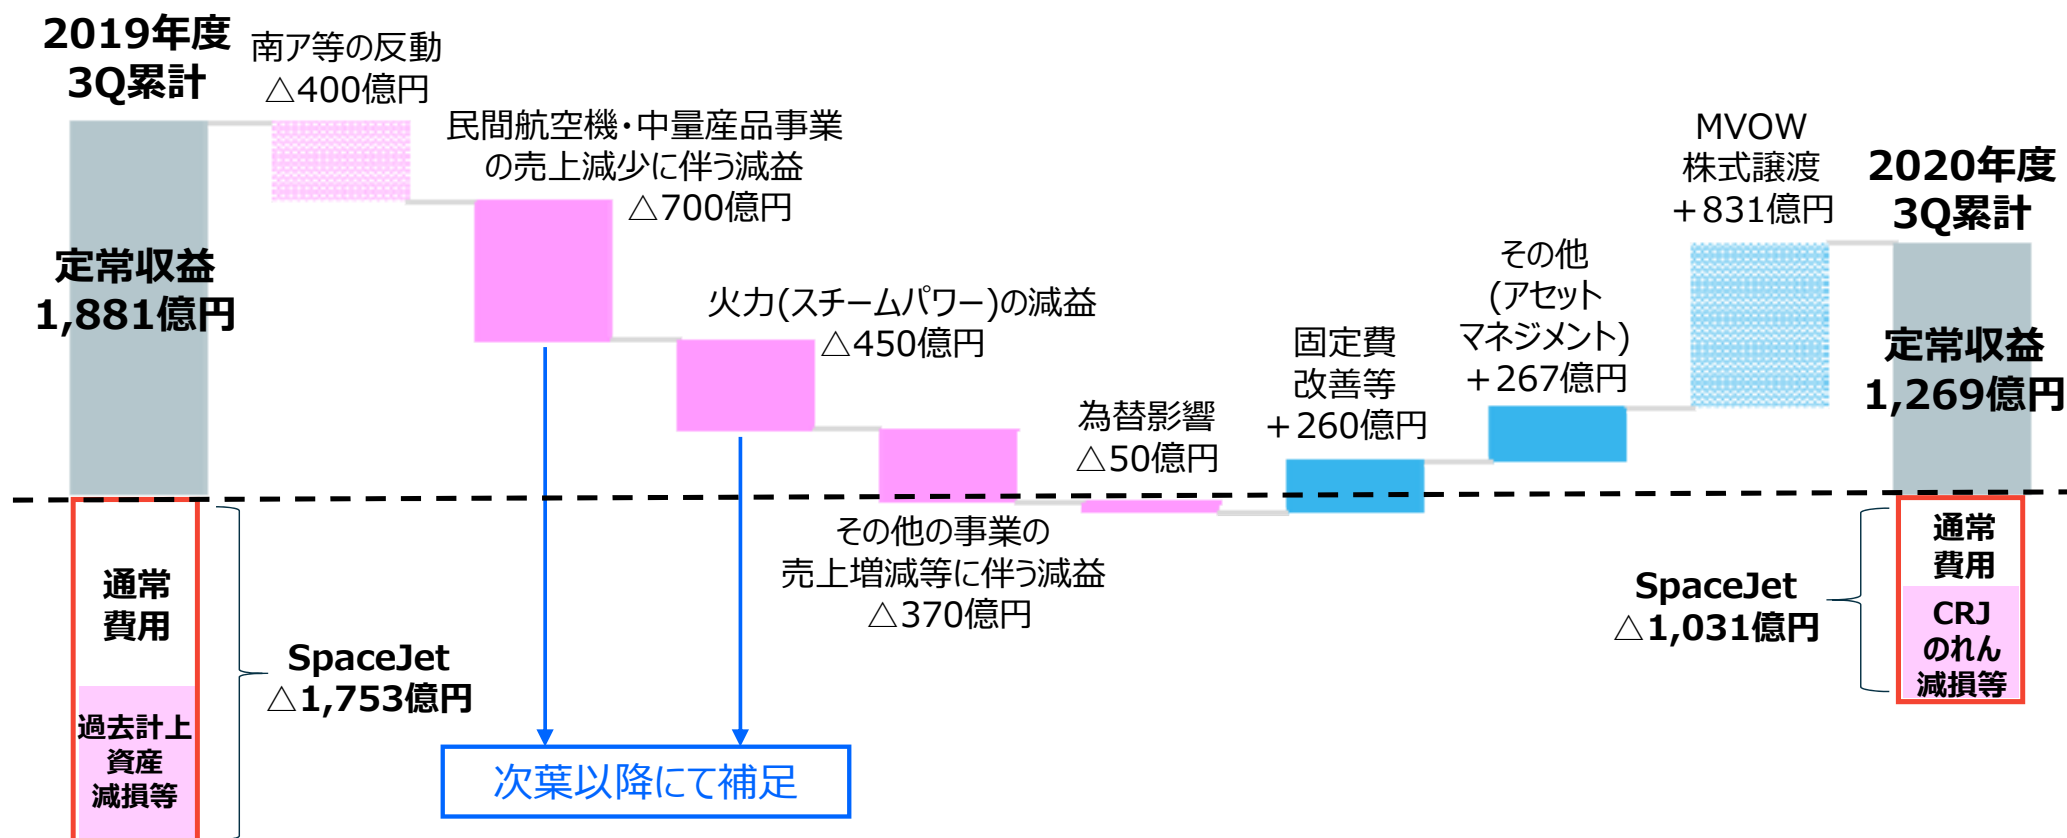 2019年度
3Q累計
定常収益
1,881億円
南ア等の反動
△400億円
民間航空機・中量産品事業
の売上減少に伴う減益
△700億円
火力(スチームパワー)の減益
△450億円
その他の事業の
売上増減等に伴う減益
△370億円
為替影響
△50億円
固定費
改善等
＋260億円
その他
(アセット
マネジメント)
＋267億円
MVOW
株式譲渡
＋831億円
2020年度
3Q累計
定常収益
1,269億円
通常
費用
過去計上
資産
減損等
SpaceJet
△1,753億円
次葉以降にて補足
SpaceJet
△1,031億円
通常
費用
CRJ
のれん
減損等